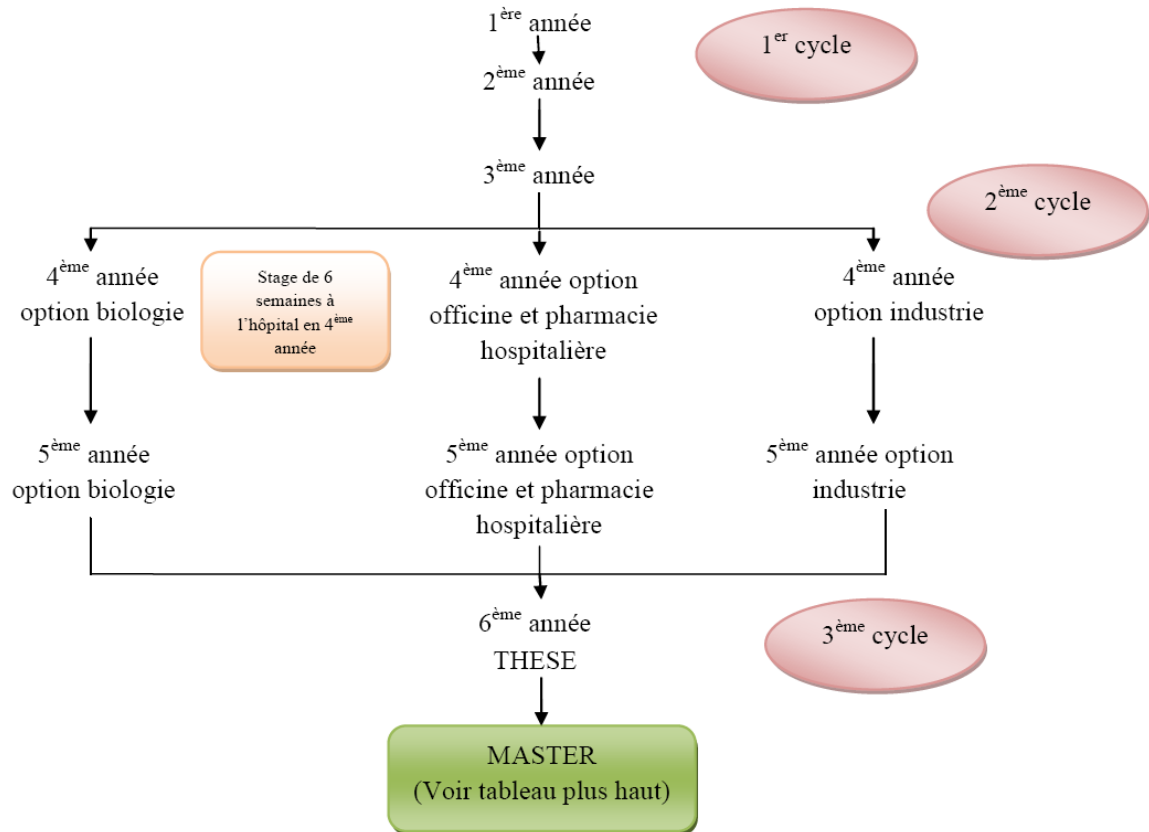 1ère année
1er cycle
2ème année
3ème année
2ème cycle
4ème année
option biologie
Stage de 6
semaines à
l'hôpital en 4ème
année
4ème année option
officine et pharmacie
hospitalière
4ème année
option industrie
5ème année
option biologie
5ème année option
officine et pharmacie
hospitalière
5ème année option
industrie
6ème année
THESE
3ème cycle
MASTER
(Voir tableau plus haut)